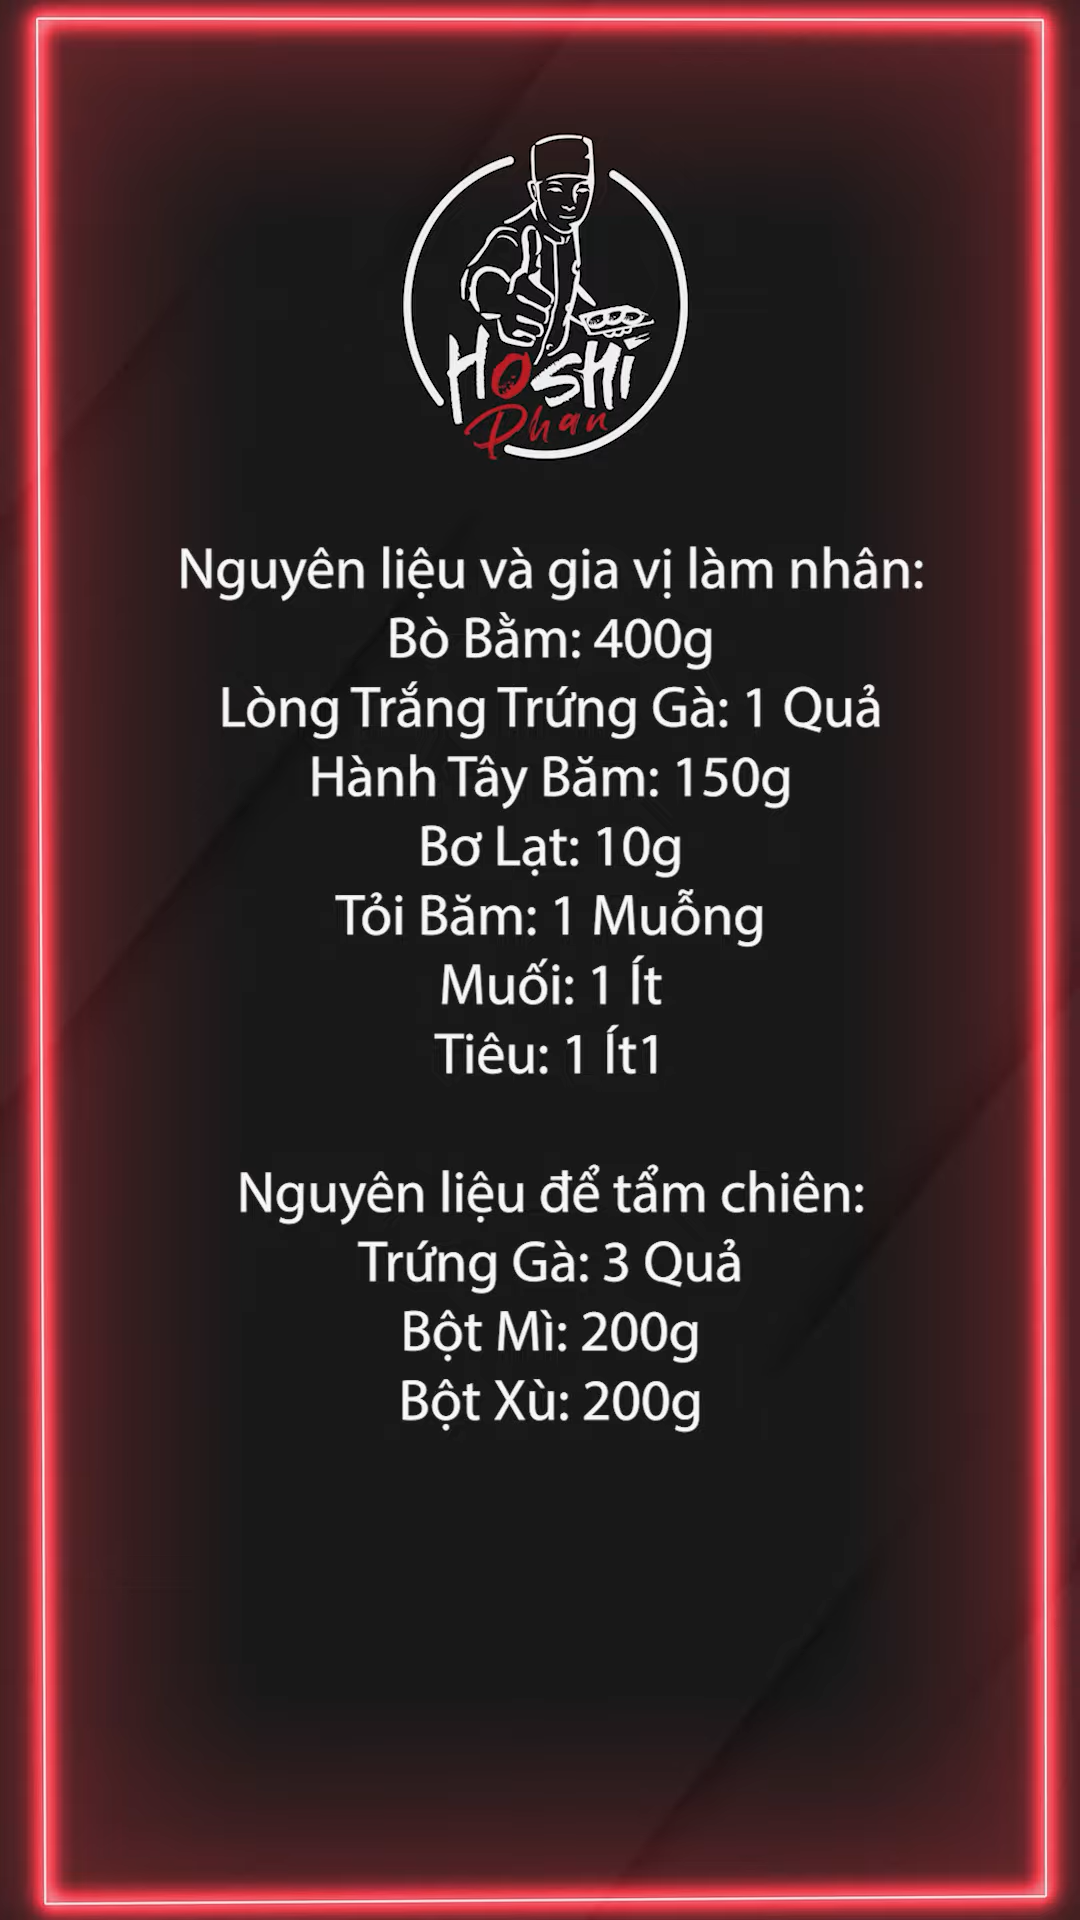 HOSHI
Phan
Nguyên liệu và gia vị làm nhân:
Bò Bằm: 400g
Lòng Trắng Trứng Gà: 1 Quả
Hành Tây Băm: 150g
Bơ Lạt: 10g
Tỏi Băm: 1 Muỗng
Muối: 1 Ít
Tiêu: 1 Ít1
Nguyên liệu để tẩm chiên:
Trứng Gà: 3 Quả
Bột Mì: 200g
Bột Xù: 200g